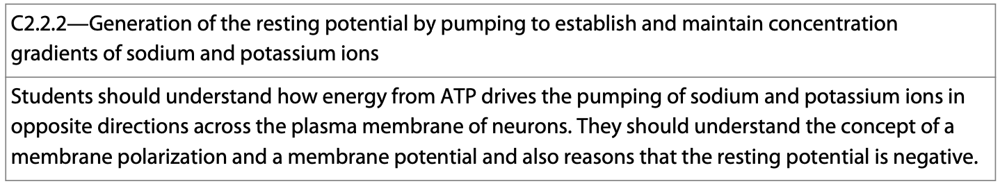 C2.2.2—Generation of the resting potential by pumping to establish and maintain concentration
gradients of sodium and potassium ions
Students should understand how energy from ATP drives the pumping of sodium and potassium ions in
opposite directions across the plasma membrane of neurons. They should understand the concept of a
membrane polarization and a membrane potential and also reasons that the resting potential is negative.